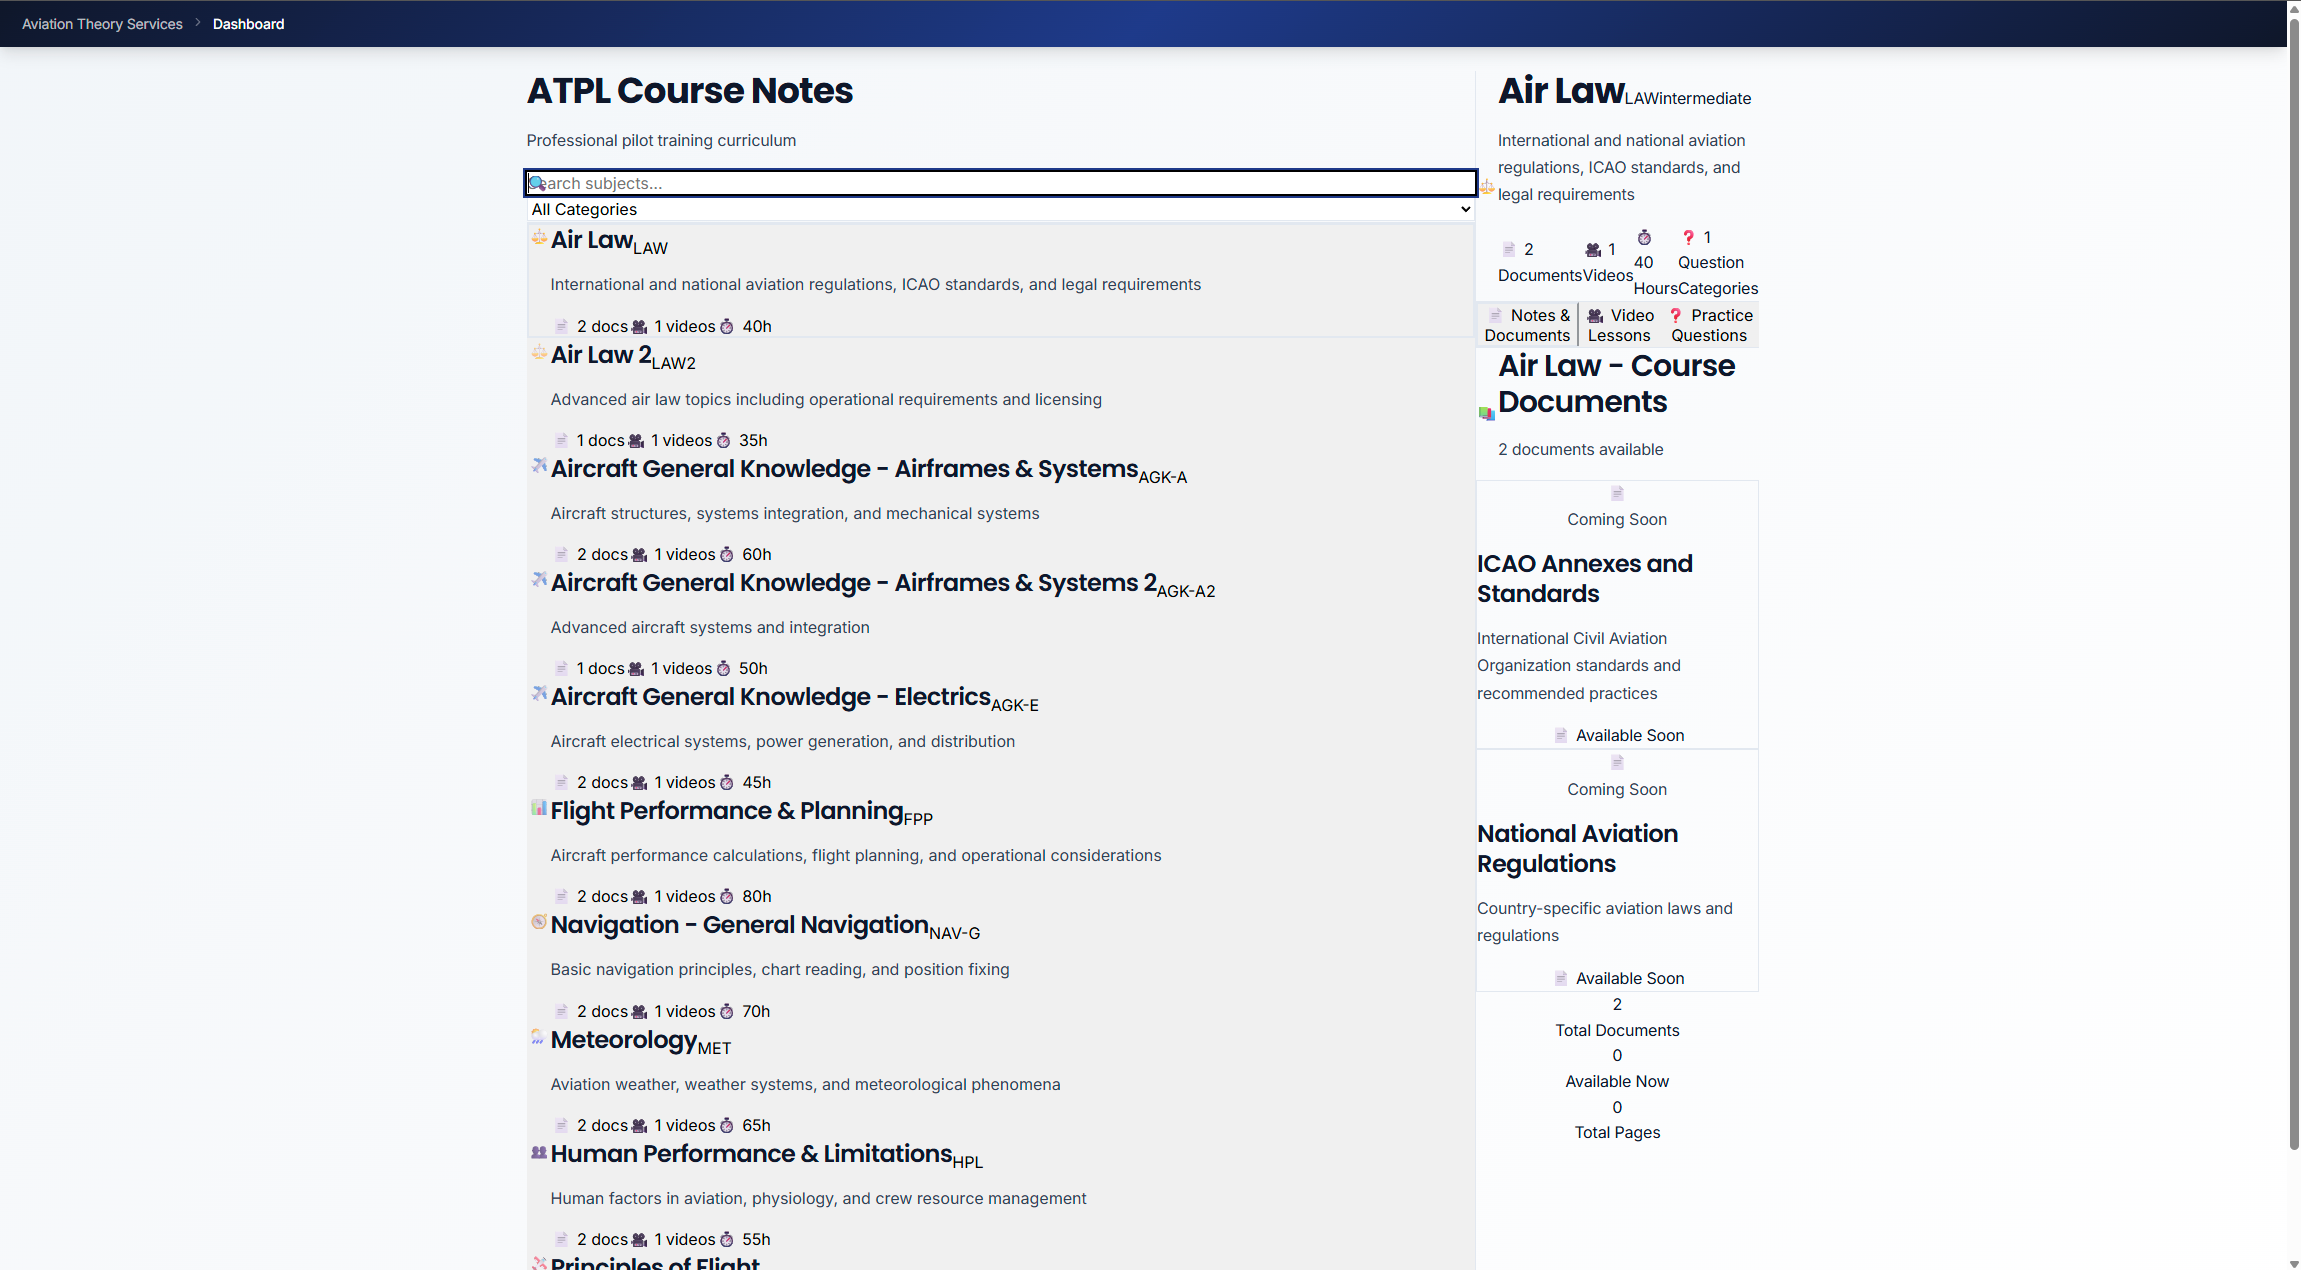 Aviation Theory Services > Dashboard
ATPL Course Notes
Professional pilot training curriculum
earch subjects...
All Categories
Air Law LAW
International and national aviation regulations, ICAO standards, and legal requirements
2 docs 1 videos 40h
Air Law 2 LAW2
Advanced air law topics including operational requirements and licensing
1 docs 1 videos 35h
Aircraft General Knowledge - Airframes & Systems AGK-A
Aircraft structures, systems integration, and mechanical systems
2 docs 1 videos 60h
Aircraft General Knowledge - Airframes & Systems 2 AGK-A2
Advanced aircraft systems and integration
1 docs 1 videos 50h
Aircraft General Knowledge - Electrics AGK-E
Aircraft electrical systems, power generation, and distribution
2 docs 1 videos 45h
Flight Performance & Planning FPP
Aircraft performance calculations, flight planning, and operational considerations
2 docs 1 videos 80h
Navigation - General Navigation NAV-G
Basic navigation principles, chart reading, and position fixing
2 docs 1 videos 70h
Meteorology MET
Aviation weather, weather systems, and meteorological phenomena
2 docs 1 videos 65h
Human Performance & Limitations HPL
Human factors in aviation, physiology, and crew resource management
2 docs 1 videos 55h
Principles of Flight
Air Law LAWintermediate
International and national aviation
regulations, ICAO standards, and
legal requirements
2 Documents
1 Videos
40 Hours
1 Question Categories
Notes & Documents
Video Lessons
Practice Questions
Air Law - Course
Documents
2 documents available
Coming Soon
ICAO Annexes and
Standards
International Civil Aviation
Organization standards and
recommended practices
Available Soon
Coming Soon
National Aviation
Regulations
Country-specific aviation laws and
regulations
Available Soon
2
Total Documents
0
Available Now
0
Total Pages